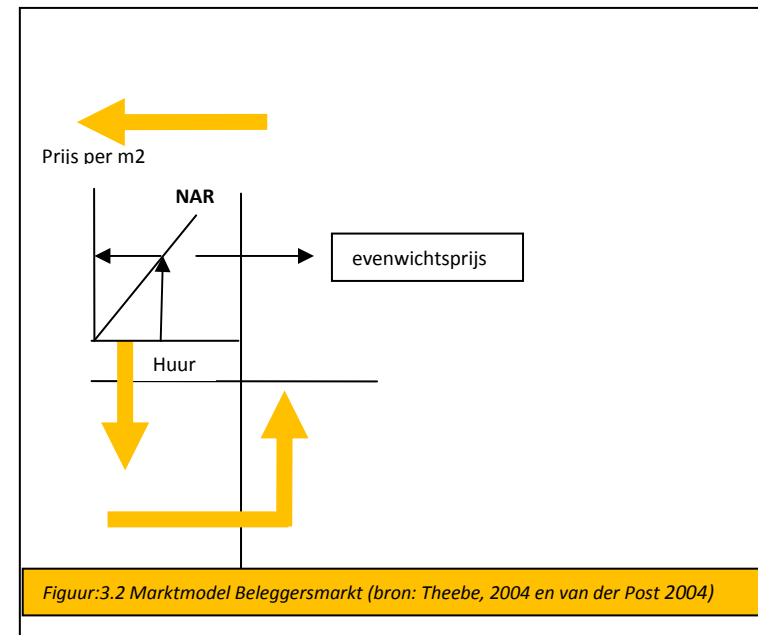 Prijs per m2
NAR
evenwichtsprijs
Huur
Figuur:3.2 Marktmodel Beleggersmarkt (bron: Theebe, 2004 en van der Post 2004)